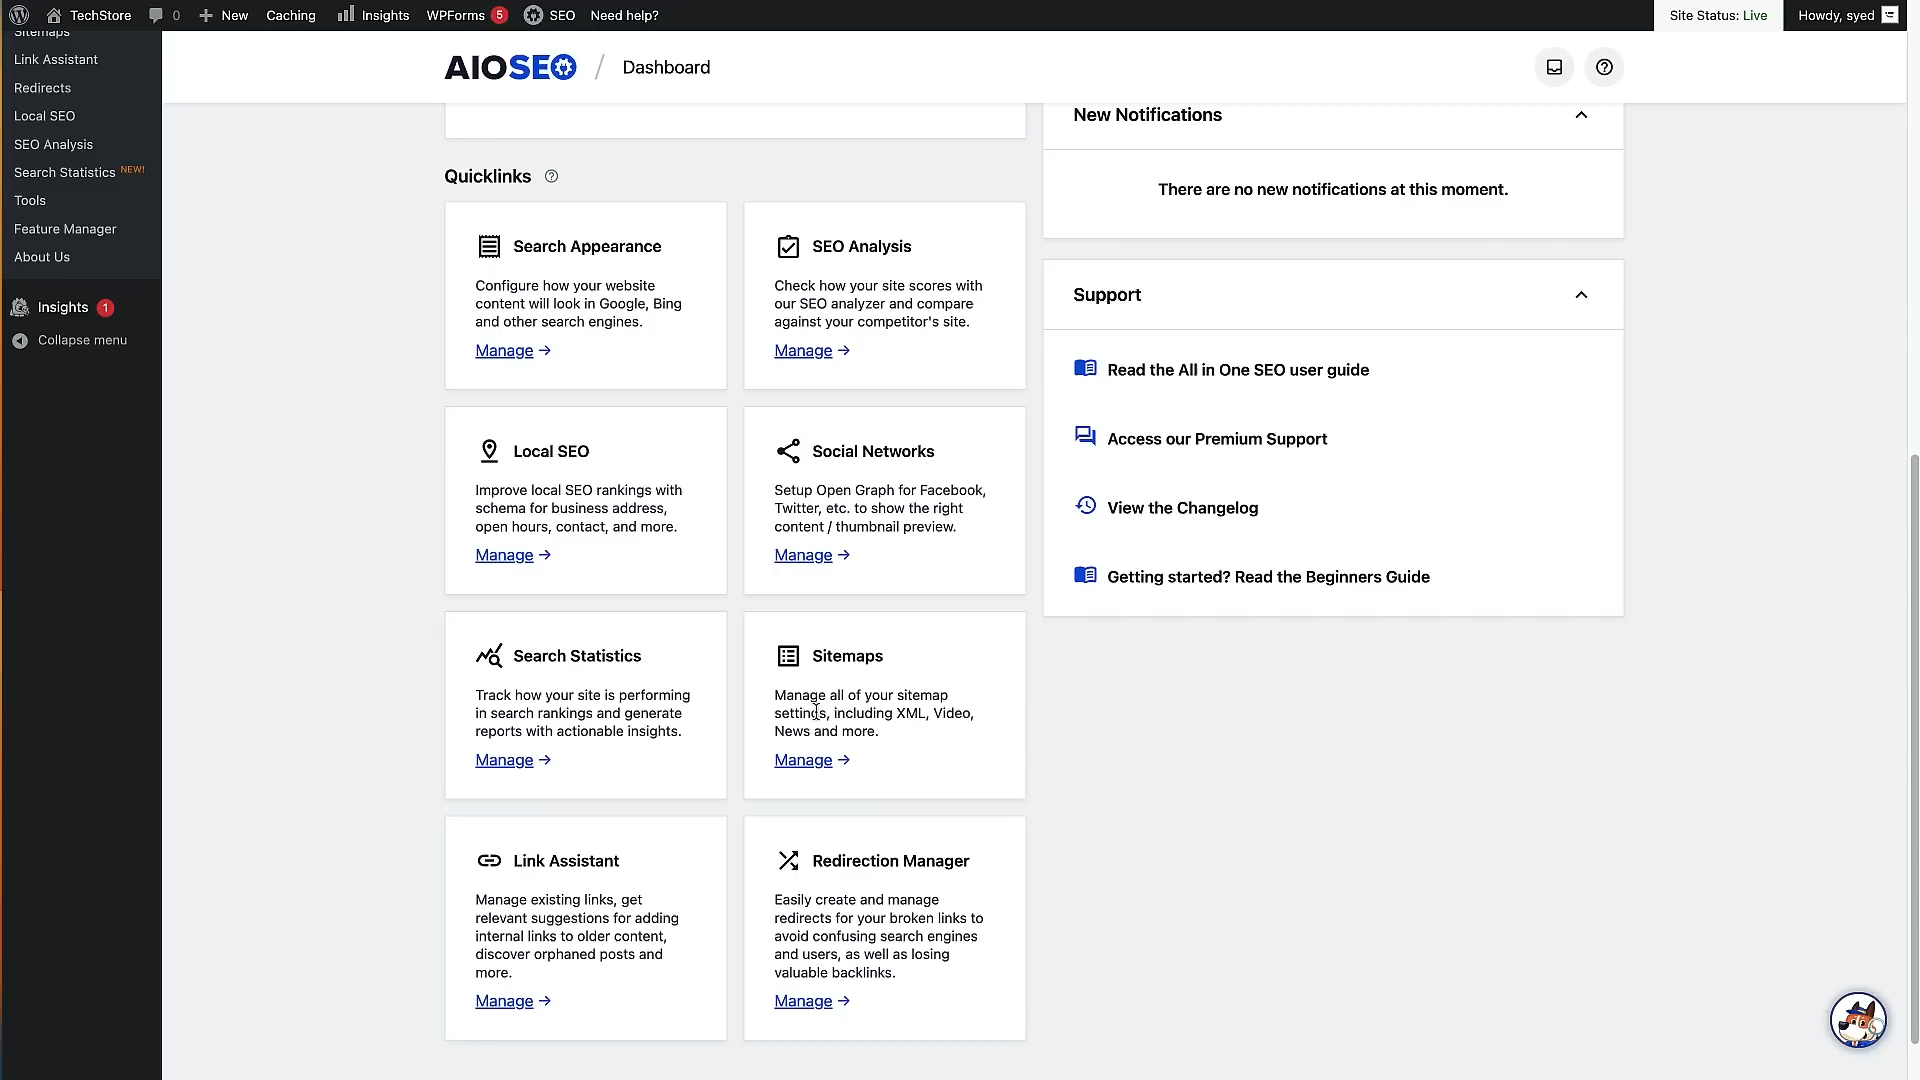 TechStore 0 New Caching Insights WPForms 5 SEO Need help? Site Status: Live Howdy, syed
Sitemaps
Link Assistant
Redirects
Local SEO
SEO Analysis
Search Statistics NEW!
Tools
Feature Manager
About Us
Insights 1
Collapse menu
AIOSEO / Dashboard
Quicklinks
Search Appearance
Configure how your website
content will look in Google, Bing
and other search engines.
Manage →
SEO Analysis
Check how your site scores with
our SEO analyzer and compare
against your competitor's site.
Manage →
Local SEO
Improve local SEO rankings with
schema for business address,
open hours, contact, and more.
Manage →
Social Networks
Setup Open Graph for Facebook,
Twitter, etc. to show the right
content / thumbnail preview.
Manage →
Search Statistics
Track how your site is performing
in search rankings and generate
reports with actionable insights.
Manage →
Sitemaps
Manage all of your sitemap
settings, including XML, Video,
News and more.
Manage →
Link Assistant
Manage existing links, get
relevant suggestions for adding
internal links to older content,
discover orphaned posts and
more.
Manage →
Redirection Manager
Easily create and manage
redirects for your broken links to
avoid confusing search engines
and users, as well as losing
valuable backlinks.
Manage →
New Notifications
There are no new notifications at this moment.
Support
Read the All in One SEO user guide
Access our Premium Support
View the Changelog
Getting started? Read the Beginners Guide